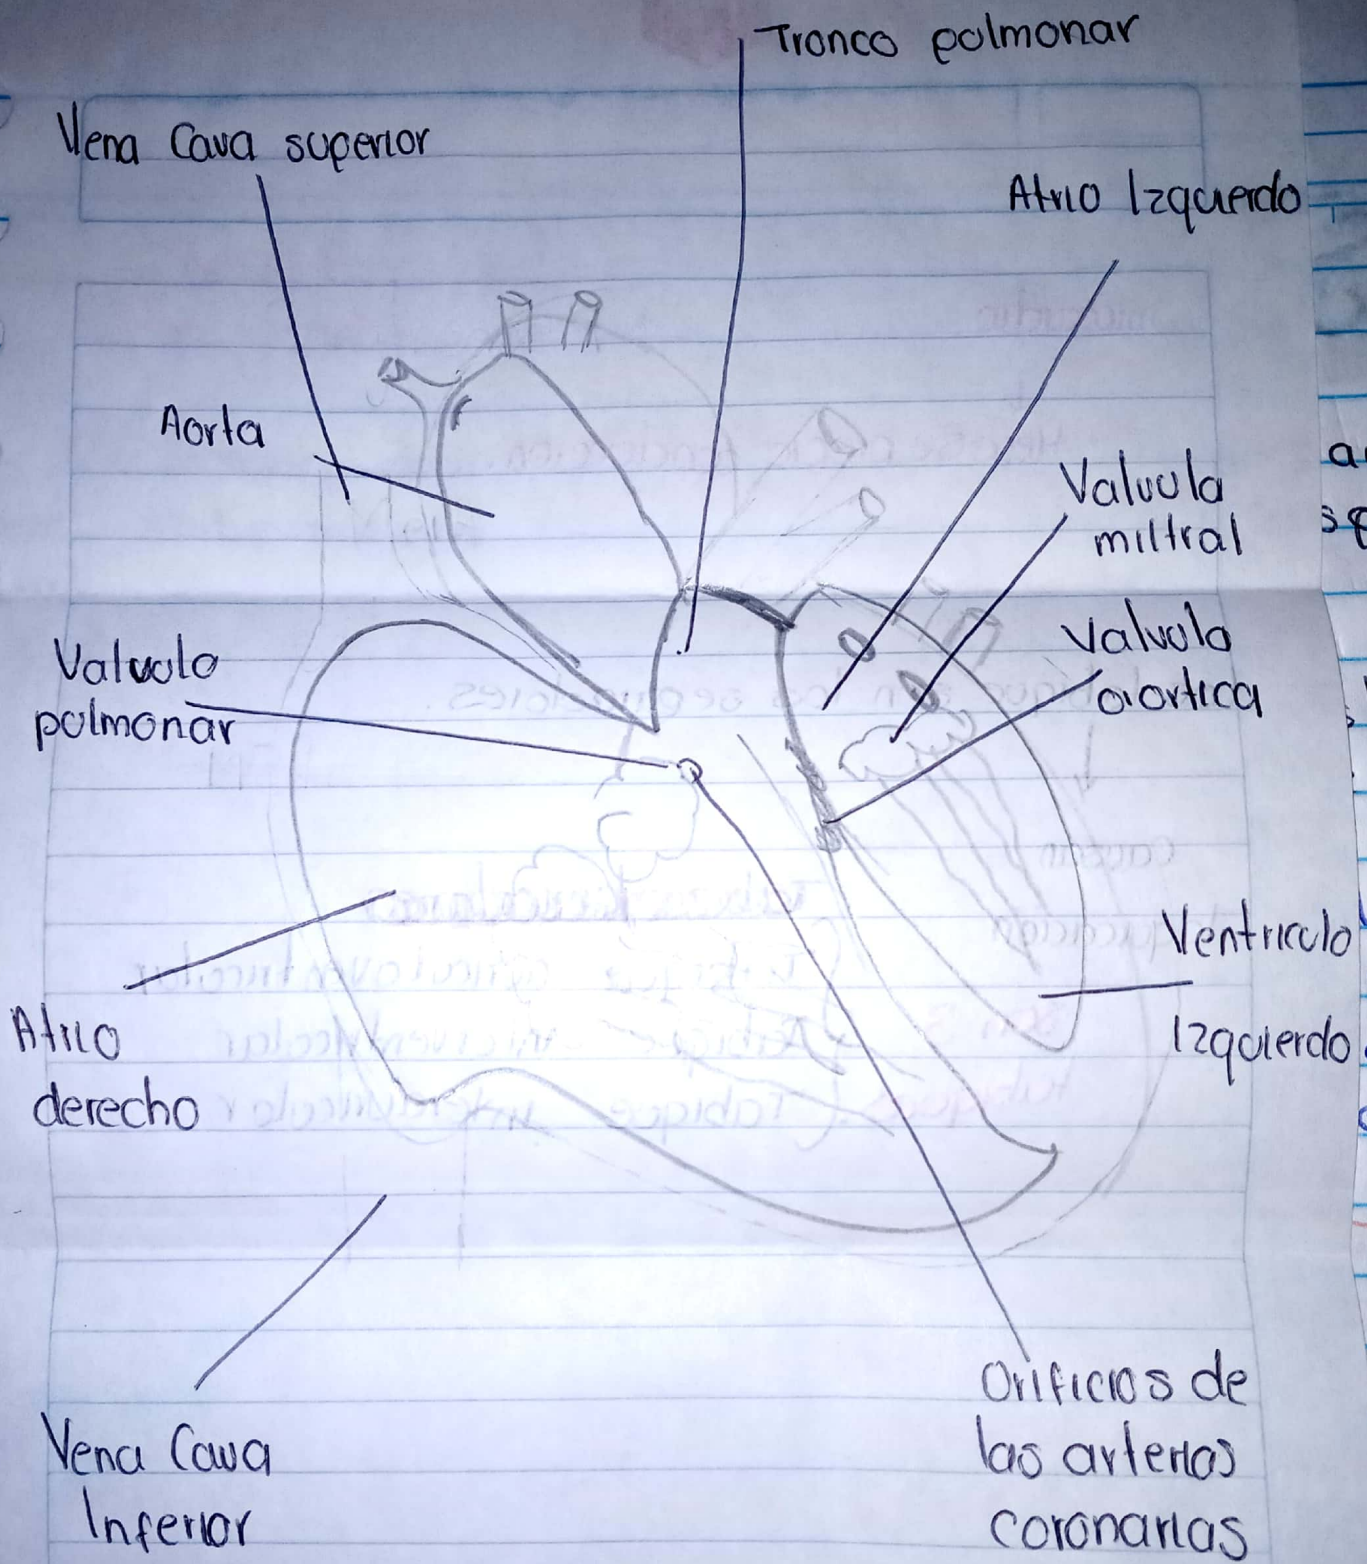 Tronco polmonar
Vena Cava superior
Atrio Izquierdo
Aorta
Valvula
miltral
Valvolo
polmonar
Valvola
aortica
Ventriculo
Izquierdo
Atrio
derecho
Vena Cava
Inferior
Orificios de
las arterias
coronarias